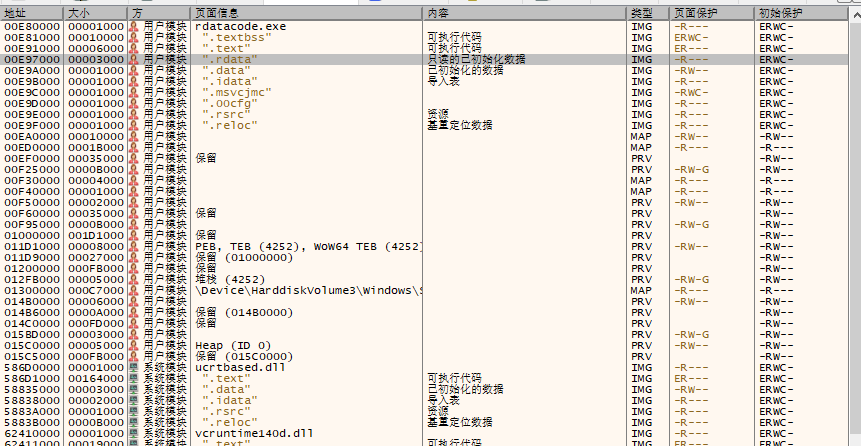 地址 大小 方 页面信息 内容 类型 页面保护 初始保护
00E80000 00001000 用户模块 rdatacode.exe IMG -R--- ERWC-
00E81000 00010000 用户模块 ".textbss" 可执行代码 IMG ERWC- ERWC-
00E91000 00006000 用户模块 ".text" 可执行代码 IMG ER--- ERWC-
00E97000 00003000 用户模块 ".rdata" 只读的已初始化数据 IMG -R--- ERWC-
00E9A000 00001000 用户模块 ".data" 已初始化的数据 IMG -RW-- ERWC-
00E9B000 00001000 用户模块 ".idata" 导入表 IMG -R--- ERWC-
00E9C000 00001000 用户模块 ".msvcjmc" IMG -RWC- ERWC-
00E9D000 00001000 用户模块 ".00cfg" IMG -R--- ERWC-
00E9E000 00001000 用户模块 ".rsrc" 资源 IMG -R--- ERWC-
00E9F000 00001000 用户模块 ".reloc" 基重定位数据 IMG -R--- ERWC-
00EA0000 00010000 用户模块 MAP -RW-- -RW--
00ED0000 0001B000 用户模块 MAP -R--- -R---
00EF0000 00035000 用户模块 保留 PRV -RW--
00F25000 0000B000 用户模块 PRV -RW-G -RW--
00F30000 00004000 用户模块 MAP -R--- -R---
00F40000 00001000 用户模块 MAP -R--- -R---
00F50000 00002000 用户模块 PRV -RW-- -RW--
00F60000 00035000 用户模块 保留 PRV -RW--
00F95000 0000B000 用户模块 PRV -RW-G -RW--
01000000 001D1000 用户模块 保留 PRV -RW--
011D1000 00008000 用户模块 PEB, TEB (4252), WoW64 TEB (4252) PRV -RW-- -RW--
011D9000 00027000 用户模块 保留 (01000000) PRV -RW--
01200000 000FB000 用户模块 保留 PRV -RW--
012FB000 00005000 用户模块 堆栈 (4252) PRV -RW-G -RW--
01300000 000C7000 用户模块 \Device\HarddiskVolume3\Windows\S MAP -R--- -R---
014B0000 00006000 用户模块 PRV -RW-- -RW--
014B6000 0000A000 用户模块 保留 (014B0000) PRV -RW--
014C0000 000FD000 用户模块 保留 PRV -RW--
015BD000 00003000 用户模块 PRV -RW-G -RW--
015C0000 00005000 用户模块 Heap (ID 0) PRV -RW-- -RW--
015C5000 000FB000 用户模块 保留 (015C0000) PRV -RW--
586D0000 00001000 系统模块 ucrtbased.dll IMG -R--- ERWC-
586D1000 00164000 系统模块 ".text" 可执行代码 IMG ER--- ERWC-
58835000 00003000 系统模块 ".data" 已初始化的数据 IMG -RW-- ERWC-
58838000 00002000 系统模块 ".idata" 导入表 IMG -R--- ERWC-
5883A000 00001000 系统模块 ".rsrc" 资源 IMG -R--- ERWC-
5883B000 0000B000 系统模块 ".reloc" 基重定位数据 IMG -R--- ERWC-
62410000 00001000 系统模块 vcruntime140d.dll IMG -R--- ERWC-
62411000 00019000 系统模块 ".text" 可执行代码 IMG ER--- ERWC-